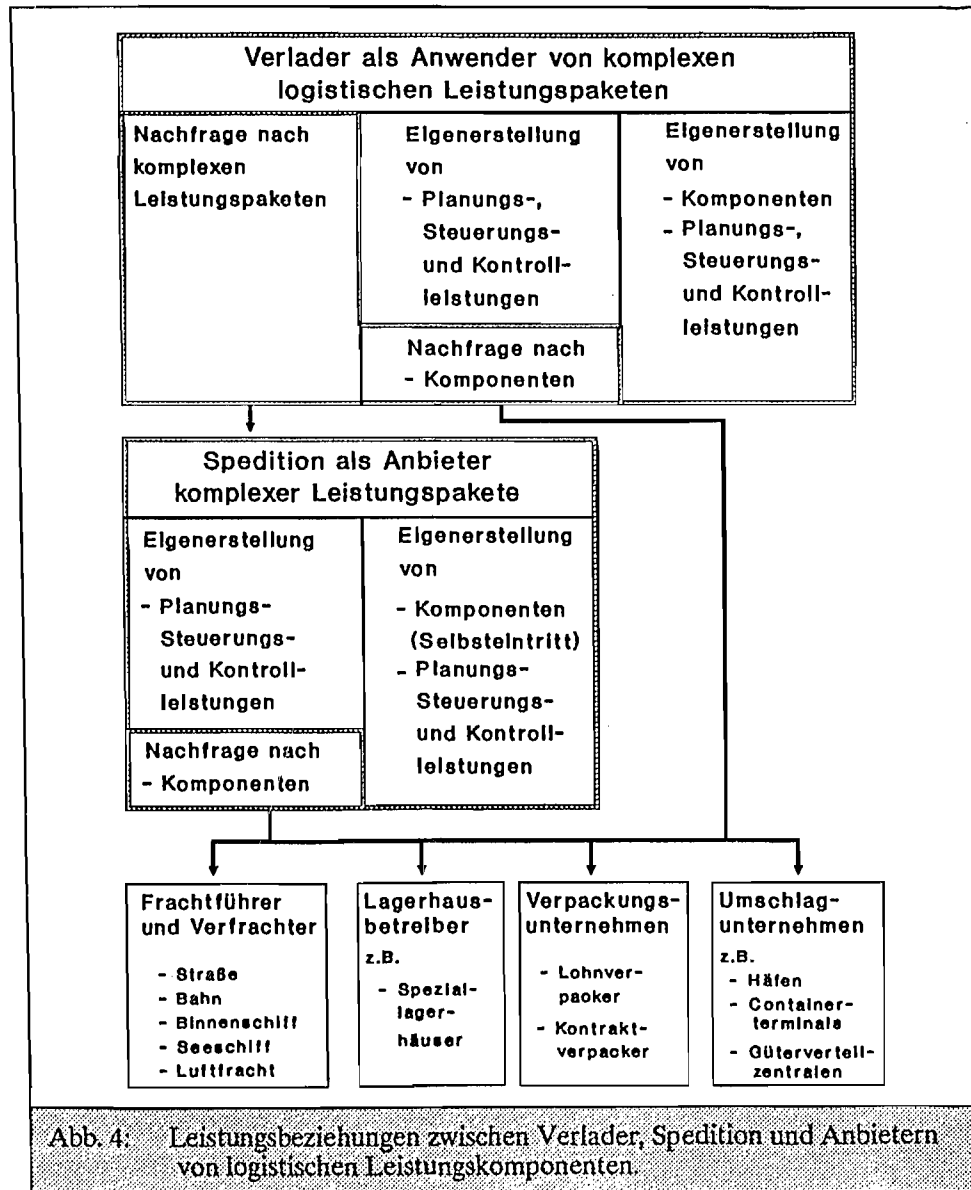 Verlader als Anwender von komplexen
logistischen Leistungspaketen
Nachfrage nach
komplexen
Leistungspaketen
Eigenerstellung
von
- Planungs-,
Steuerungs-
und Kontroll-
leistungen
Nachfrage nach
- Komponenten
Eigenerstellung
von
- Komponenten
- Planungs-,
Steuerungs-
und Kontroll-
leistungen
Spedition als Anbieter
komplexer Leistungspakete
Eigenerstellung
von
- Planungs-
Steuerungs-
und Kontroll-
leistungen
Nachfrage nach
- Komponenten
Eigenerstellung
von
- Komponenten
(Selbsteintritt)
- Planungs-
Steuerungs-
und Kontroll-
leistungen
Frachtführer
und Verfrachter
- Straße
- Bahn
- Binnenschiff
- Seeschiff
- Luftfracht
Lagerhaus-
betreiber
z.B.
- Spezial-
lager-
häuser
Verpackungs-
unternehmen
- Lohnver-
packer
- Kontrakt-
verpacker
Umschlag-
unternehmen
z.B.
- Häfen
- Container-
terminals
- Güterverteil-
zentralen
Abb. 4: Leistungsbeziehungen zwischen Verlader, Spedition und Anbietern
von logistischen Leistungskomponenten.